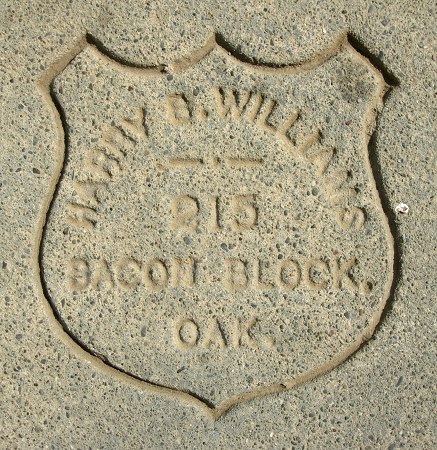 HARRY B. WILLIAMS
215
BACON BLOCK.
OAK.